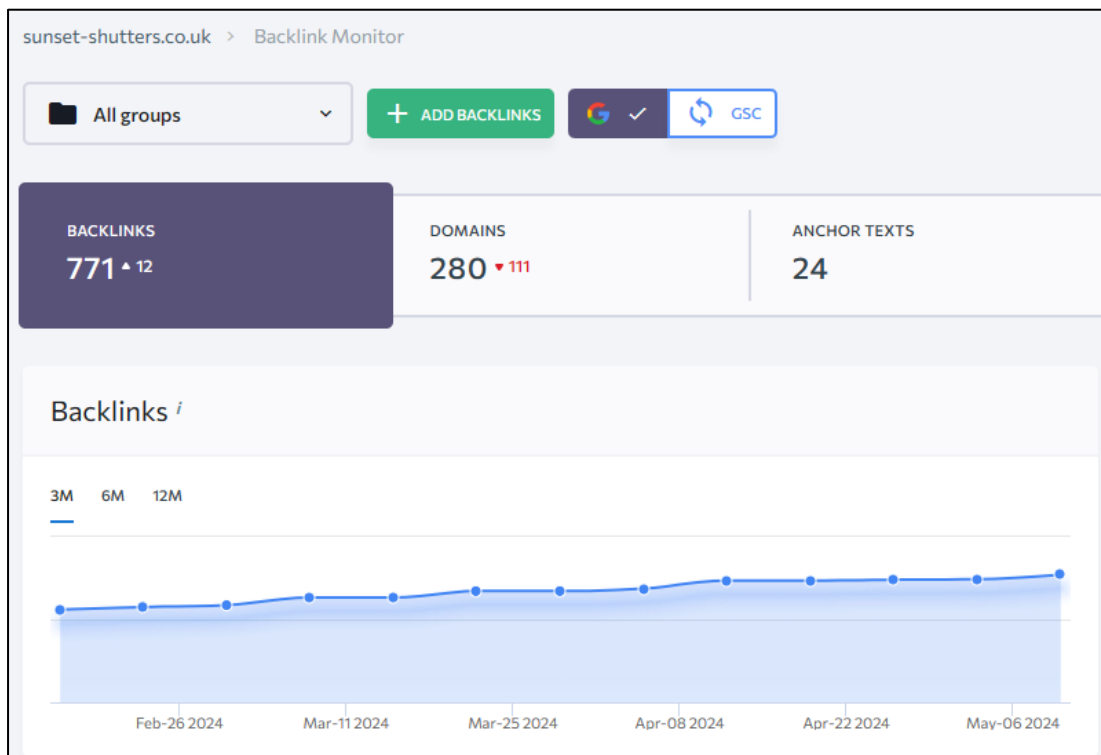 sunset-shutters.co.uk > Backlink Monitor
All groups
+ ADD BACKLINKS
GSC
BACKLINKS
771 ▲ 12
DOMAINS
280 ▼ 111
ANCHOR TEXTS
24
Backlinks i
3M 6M 12M
Feb-26 2024 Mar-11 2024 Mar-25 2024 Apr-08 2024 Apr-22 2024 May-06 2024